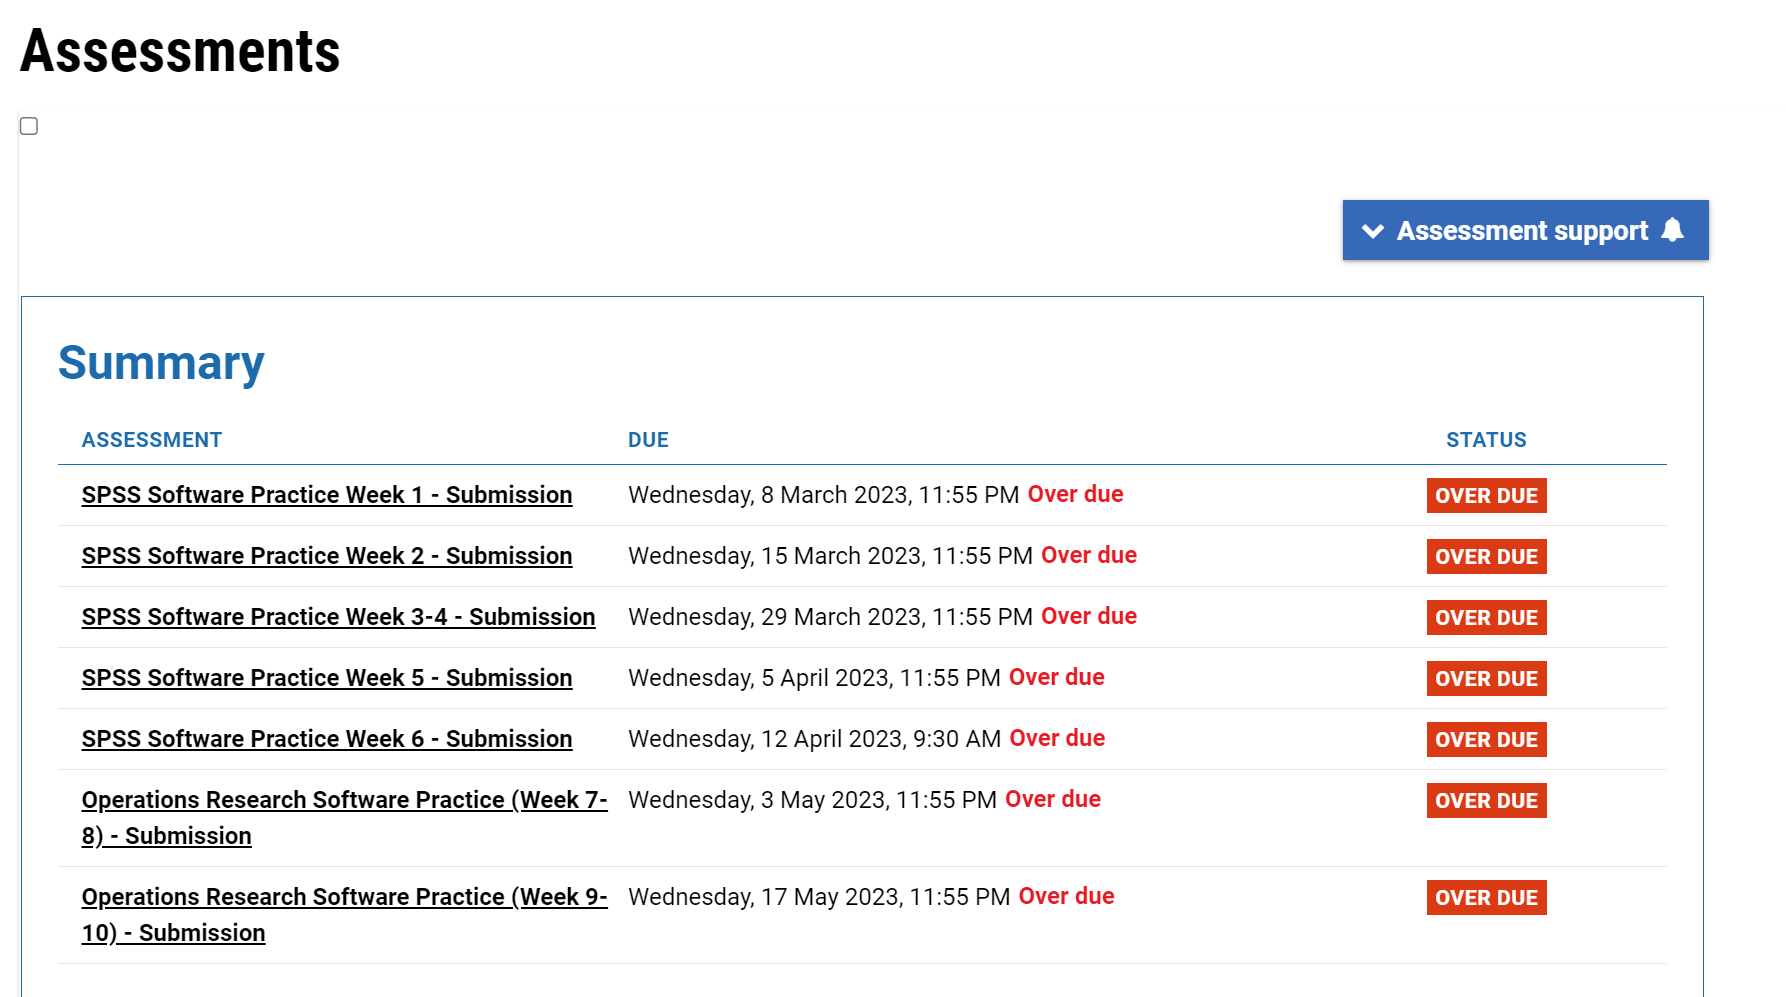 Assessments
Assessment support
Summary
ASSESSMENT DUE STATUS
SPSS Software Practice Week 1 - Submission Wednesday, 8 March 2023, 11:55 PM Over due OVER DUE
SPSS Software Practice Week 2 - Submission Wednesday, 15 March 2023, 11:55 PM Over due OVER DUE
SPSS Software Practice Week 3-4 - Submission Wednesday, 29 March 2023, 11:55 PM Over due OVER DUE
SPSS Software Practice Week 5 - Submission Wednesday, 5 April 2023, 11:55 PM Over due OVER DUE
SPSS Software Practice Week 6 - Submission Wednesday, 12 April 2023, 9:30 AM Over due OVER DUE
Operations Research Software Practice (Week 7- Wednesday, 3 May 2023, 11:55 PM Over due OVER DUE
8) - Submission
Operations Research Software Practice (Week 9- Wednesday, 17 May 2023, 11:55 PM Over due OVER DUE
10) - Submission